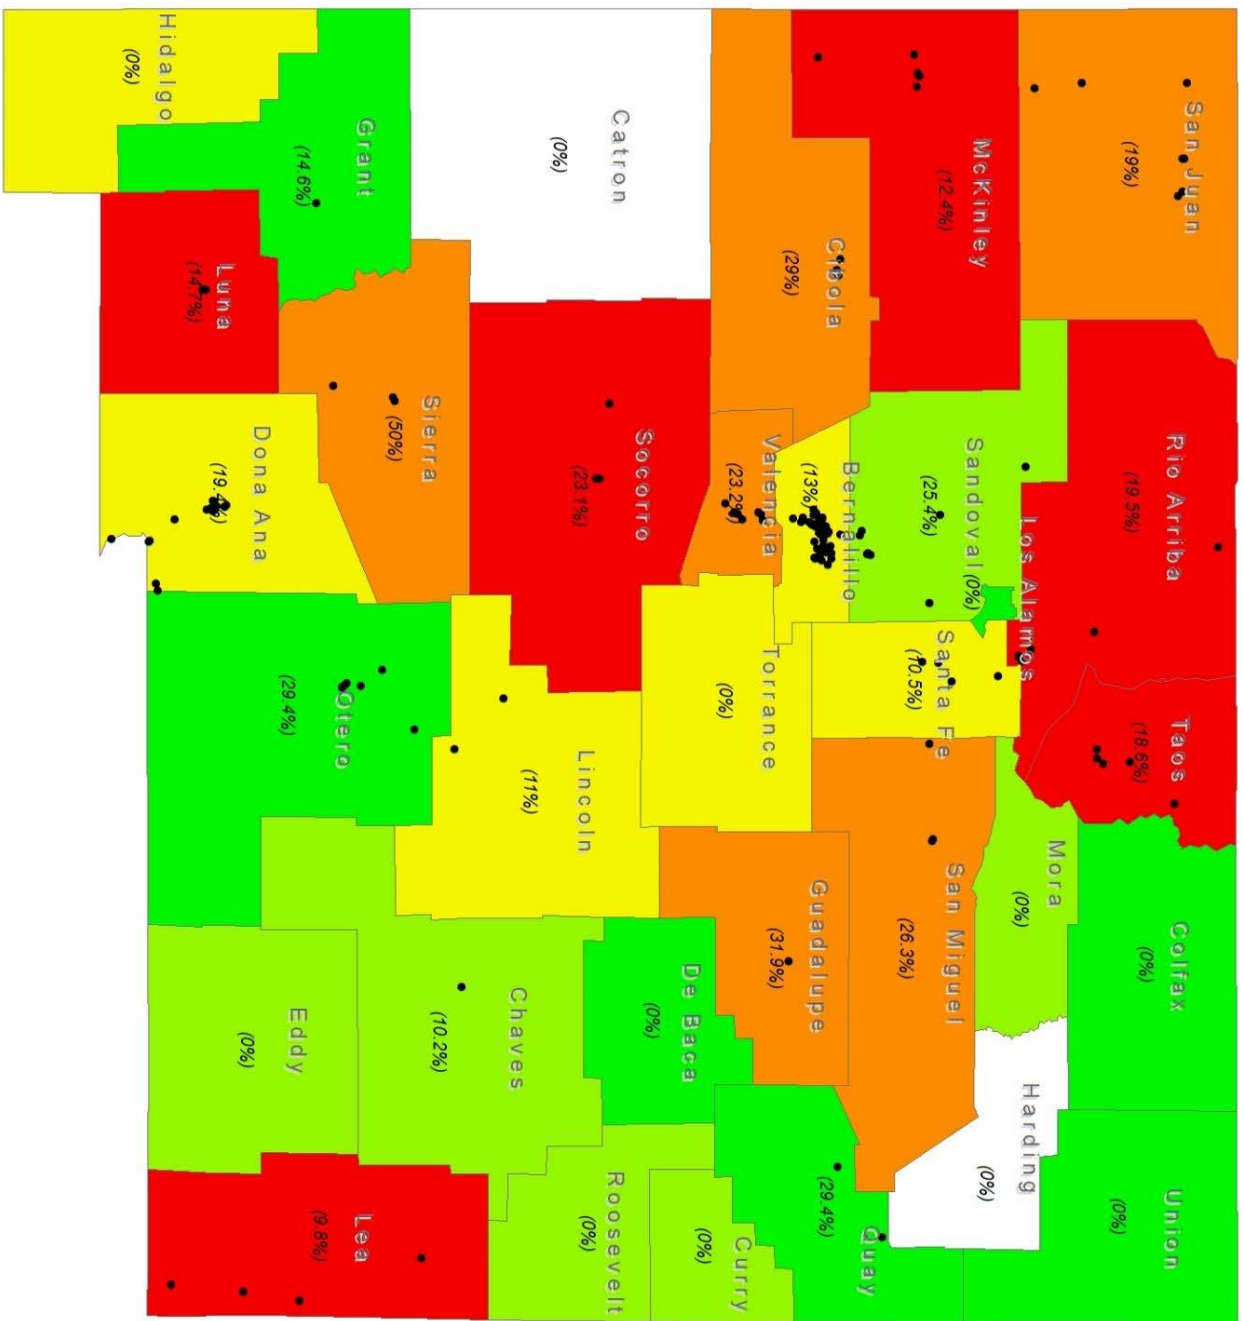 San Juan
(19%)
Rio Arriba
(19.5%)
Taos
(18.6%)
Colfax
(0%)
Union
(0%)
McKinley
(12.4%)
Sandoval
(25.4%)
Los Alamos
(0%)
Mora
(0%)
Harding
(0%)
Santa Fe
(10.5%)
San Miguel
(26.3%)
Cibola
(29%)
Bernalillo
(13%)
Valencia
(23.2%)
Torrance
(0%)
Guadalupe
(31.9%)
Quay
(29.4%)
Catron
(0%)
Socorro
(23.1%)
Lincoln
(11%)
De Baca
(0%)
Curry
(0%)
Roosevelt
(0%)
Grant
(14.6%)
Sierra
(50%)
Otero
(29.4%)
Chaves
(10.2%)
Hidalgo
(0%)
Luna
(14.7%)
Dona Ana
(19.4%)
Eddy
(0%)
Lea
(9.8%)